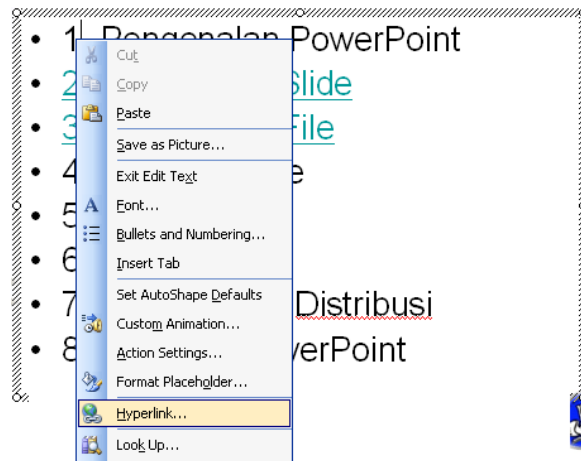 • 1. Pengenalan PowerPoint
• 2 Slide
• 3 File
• 4 e
• 5
• 6
• 7 Distribusi
• 8 verPoint
Cut
Copy
Paste
Save as Picture...
Exit Edit Text
Font...
Bullets and Numbering...
Insert Tab
Set AutoShape Defaults
Custom Animation...
Action Settings...
Format Placeholder...
Hyperlink...
Look Up...